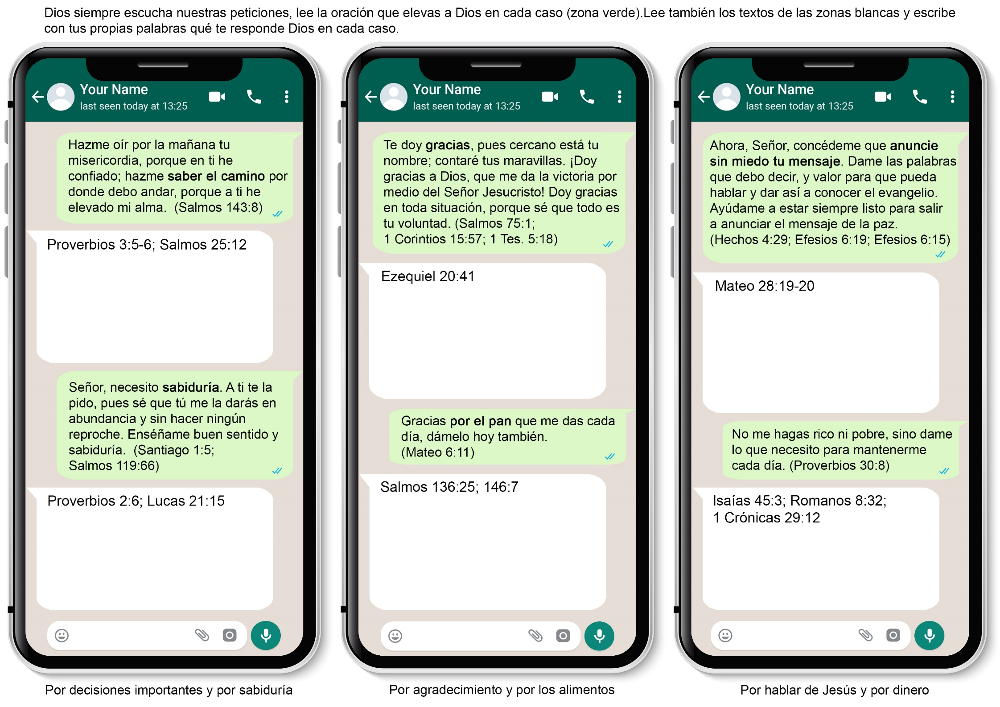 Dios siempre escucha nuestras peticiones, lee la oración que elevas a Dios en cada caso (zona verde).Lee también los textos de las zonas blancas y escribe
con tus propias palabras qué te responde Dios en cada caso.
Your Name
last seen today at 13:25
Hazme oír por la mañana tu
misericordia, porque en ti he
confiado; hazme saber el camino por
donde debo andar, porque a ti he
elevado mi alma.  (Salmos 143:8)
Proverbios 3:5-6; Salmos 25:12
Señor, necesito sabiduría. A ti te la
pido, pues sé que tú me la darás en
abundancia y sin hacer ningún
reproche. Enséñame buen sentido y
sabiduría.  (Santiago 1:5;
Salmos 119:66)
Proverbios 2:6; Lucas 21:15
Por decisiones importantes y por sabiduría
Your Name
last seen today at 13:25
Te doy gracias, pues cercano está tu
nombre; contaré tus maravillas. ¡Doy
gracias a Dios, que me da la victoria por
medio del Señor Jesucristo! Doy gracias
en toda situación, porque sé que todo es
tu voluntad. (Salmos 75:1;
1 Corintios 15:57; 1 Tes. 5:18)
Ezequiel 20:41
Gracias por el pan que me das cada
día, dámelo hoy también.
(Mateo 6:11)
Salmos 136:25; 146:7
Por agradecimiento y por los alimentos
Your Name
last seen today at 13:25
Ahora, Señor, concédeme que anuncie
sin miedo tu mensaje. Dame las palabras
que debo decir, y valor para que pueda
hablar y dar así a conocer el evangelio.
Ayúdame a estar siempre listo para salir
a anunciar el mensaje de la paz.
(Hechos 4:29; Efesios 6:19; Efesios 6:15)
Mateo 28:19-20
No me hagas rico ni pobre, sino dame
lo que necesito para mantenerme
cada día. (Proverbios 30:8)
Isaías 45:3; Romanos 8:32;
1 Crónicas 29:12
Por hablar de Jesús y por dinero